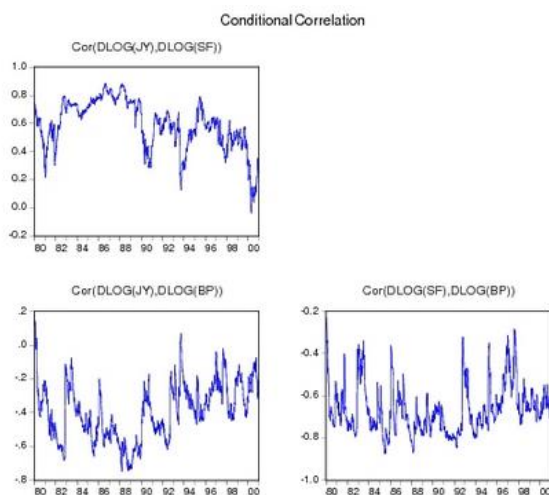 Conditional Correlation
Cor(DLOG(JY),DLOG(SF))
1.0
0.8
0.6
0.4
0.2
0.0
-0.2
80 82 84 86 88 90 92 94 96 98 00
Cor(DLOG(JY),DLOG(BP))
.2
.0
-.2
-.4
-.6
-.8
80 82 84 86 88 90 92 94 96 98 00
Cor(DLOG(SF),DLOG(BP))
-0.2
-0.4
-0.6
-0.8
-1.0
80 82 84 86 88 90 92 94 96 98 00